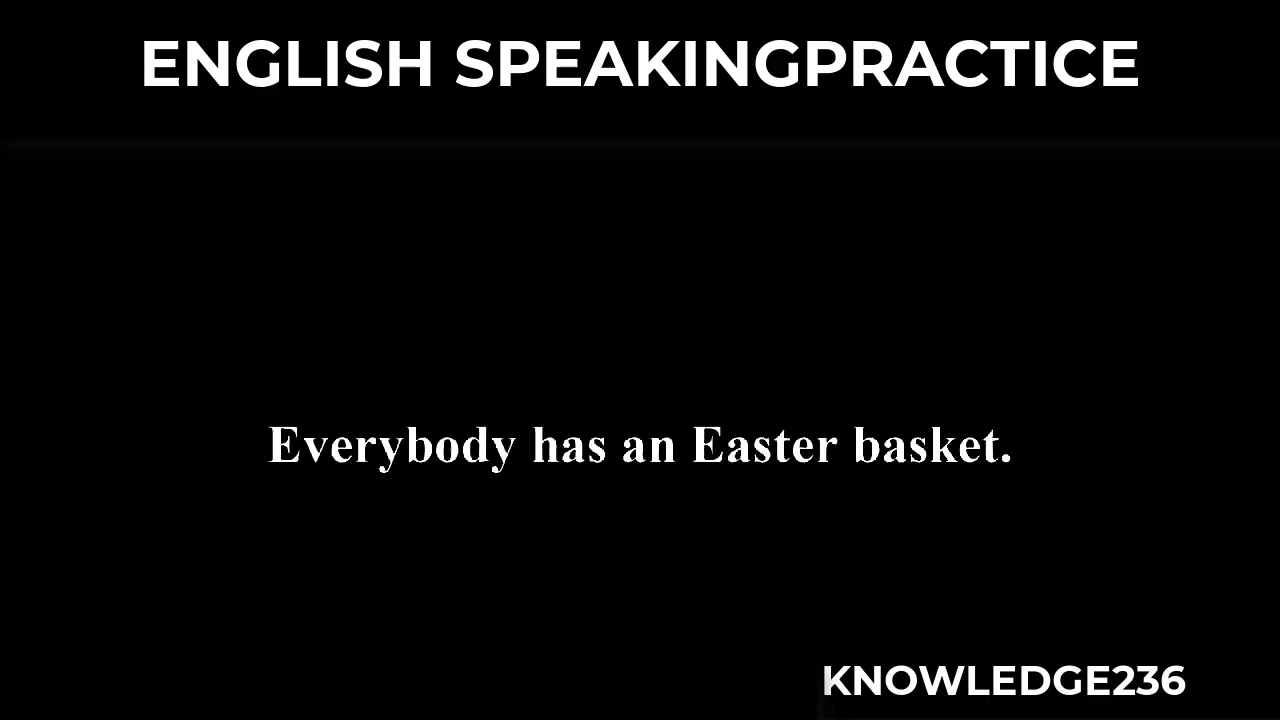 ENGLISH SPEAKINGPRACTICE
Everybody has an Easter basket.
KNOWLEDGE236